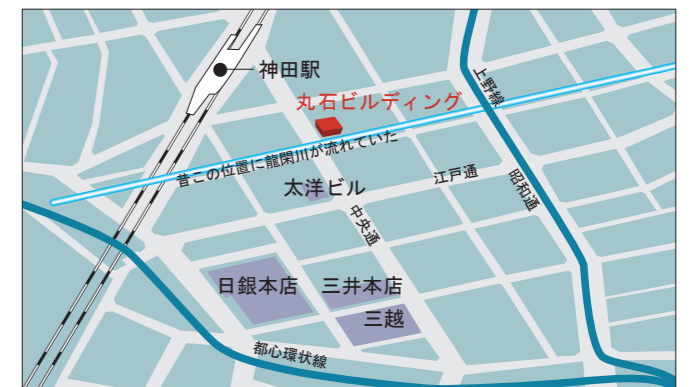 神田駅
上野線
丸石ビルディング
昔この位置に龍閑川が流れていた
太洋ビル
江戸通
昭和通
中央通
日銀本店
三井本店
三越
都心環状線